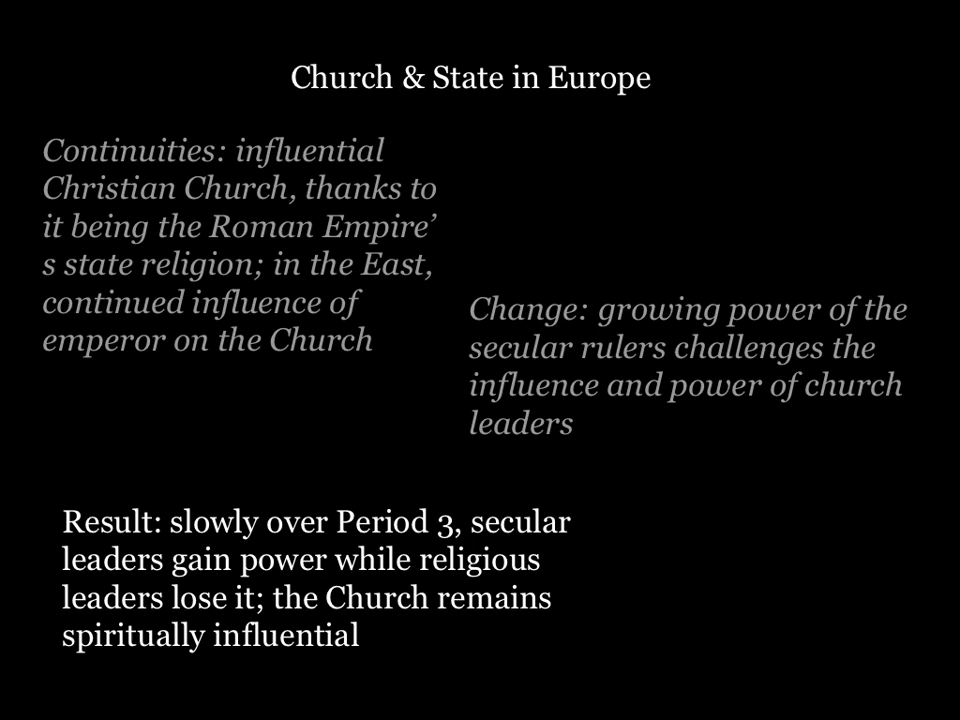 Church & State in Europe
Continuities: influential
Christian Church, thanks to
it being the Roman Empire’
s state religion; in the East,
continued influence of
emperor on the Church
Change: growing power of the
secular rulers challenges the
influence and power of church
leaders
Result: slowly over Period 3, secular
leaders gain power while religious
leaders lose it; the Church remains
spiritually influential